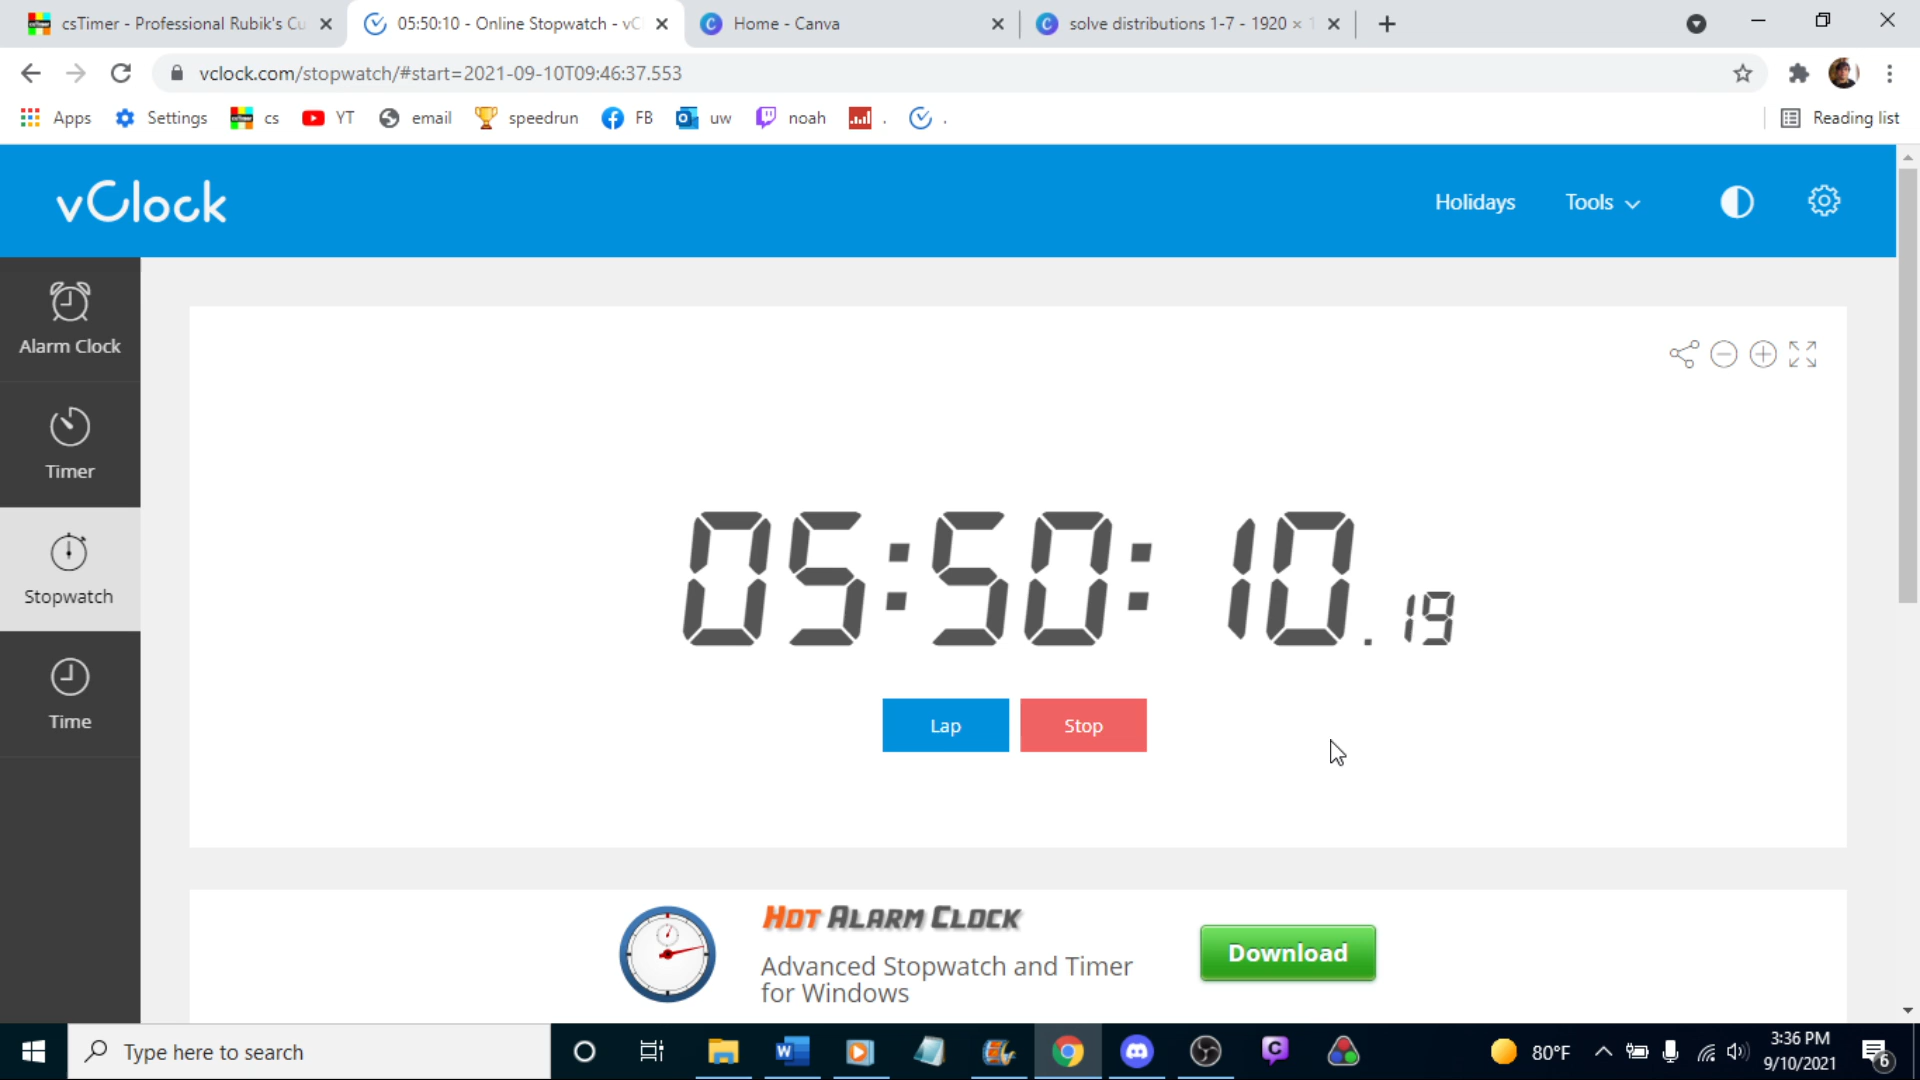 csTimer - Professional Rubik's Cu
05:50:10 - Online Stopwatch - vC
Home - Canva
solve distributions 1-7 - 1920 × 1
vclock.com/stopwatch/#start=2021-09-10T09:46:37.553
Apps Settings cs YT email speedrun FB uw noah . . Reading list
vClock
Holidays Tools
Alarm Clock
Timer
Stopwatch
Time
05:50:10.19
Lap Stop
HOT ALARM CLOCK
Advanced Stopwatch and Timer
for Windows
Download
Type here to search
80°F
3:36 PM
9/10/2021
6